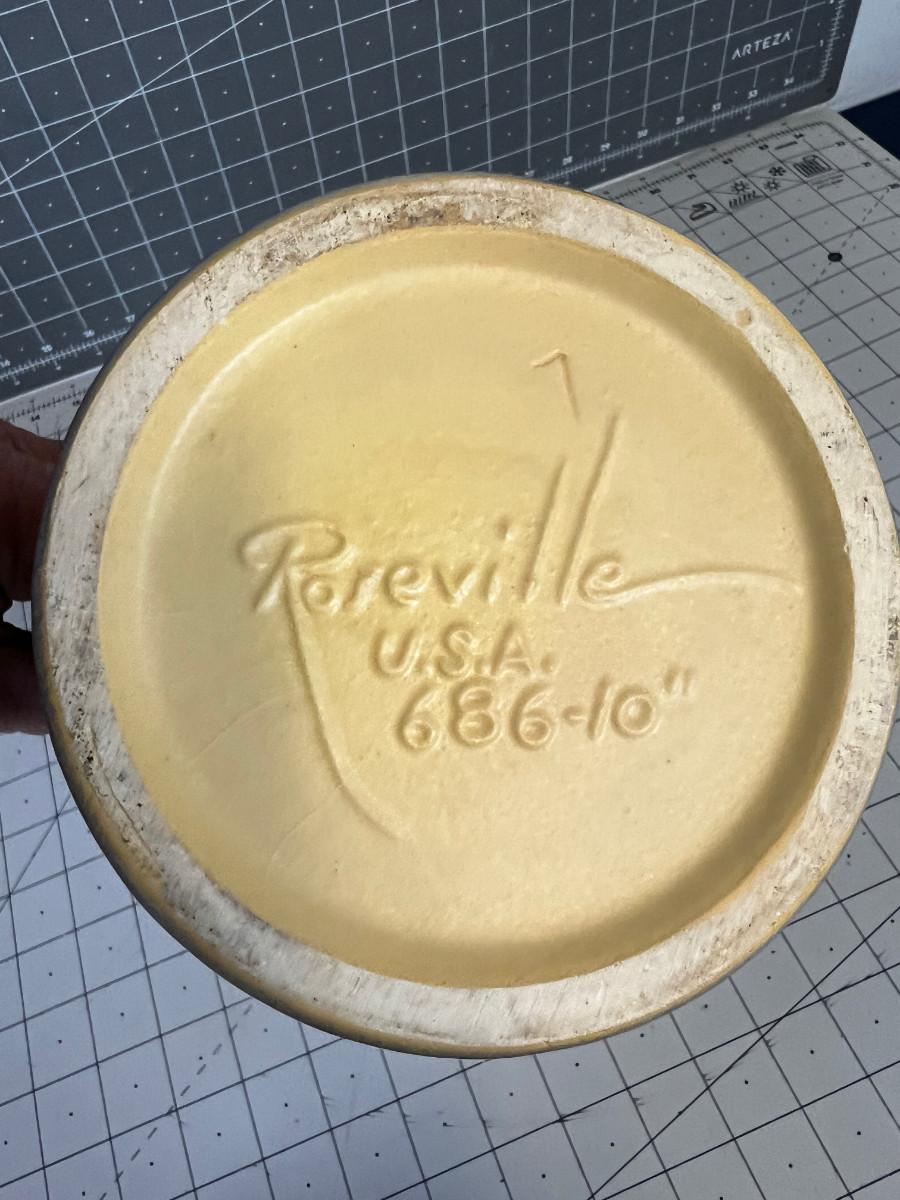 ARTEZA
Roseville
U.S.A.
686-10"